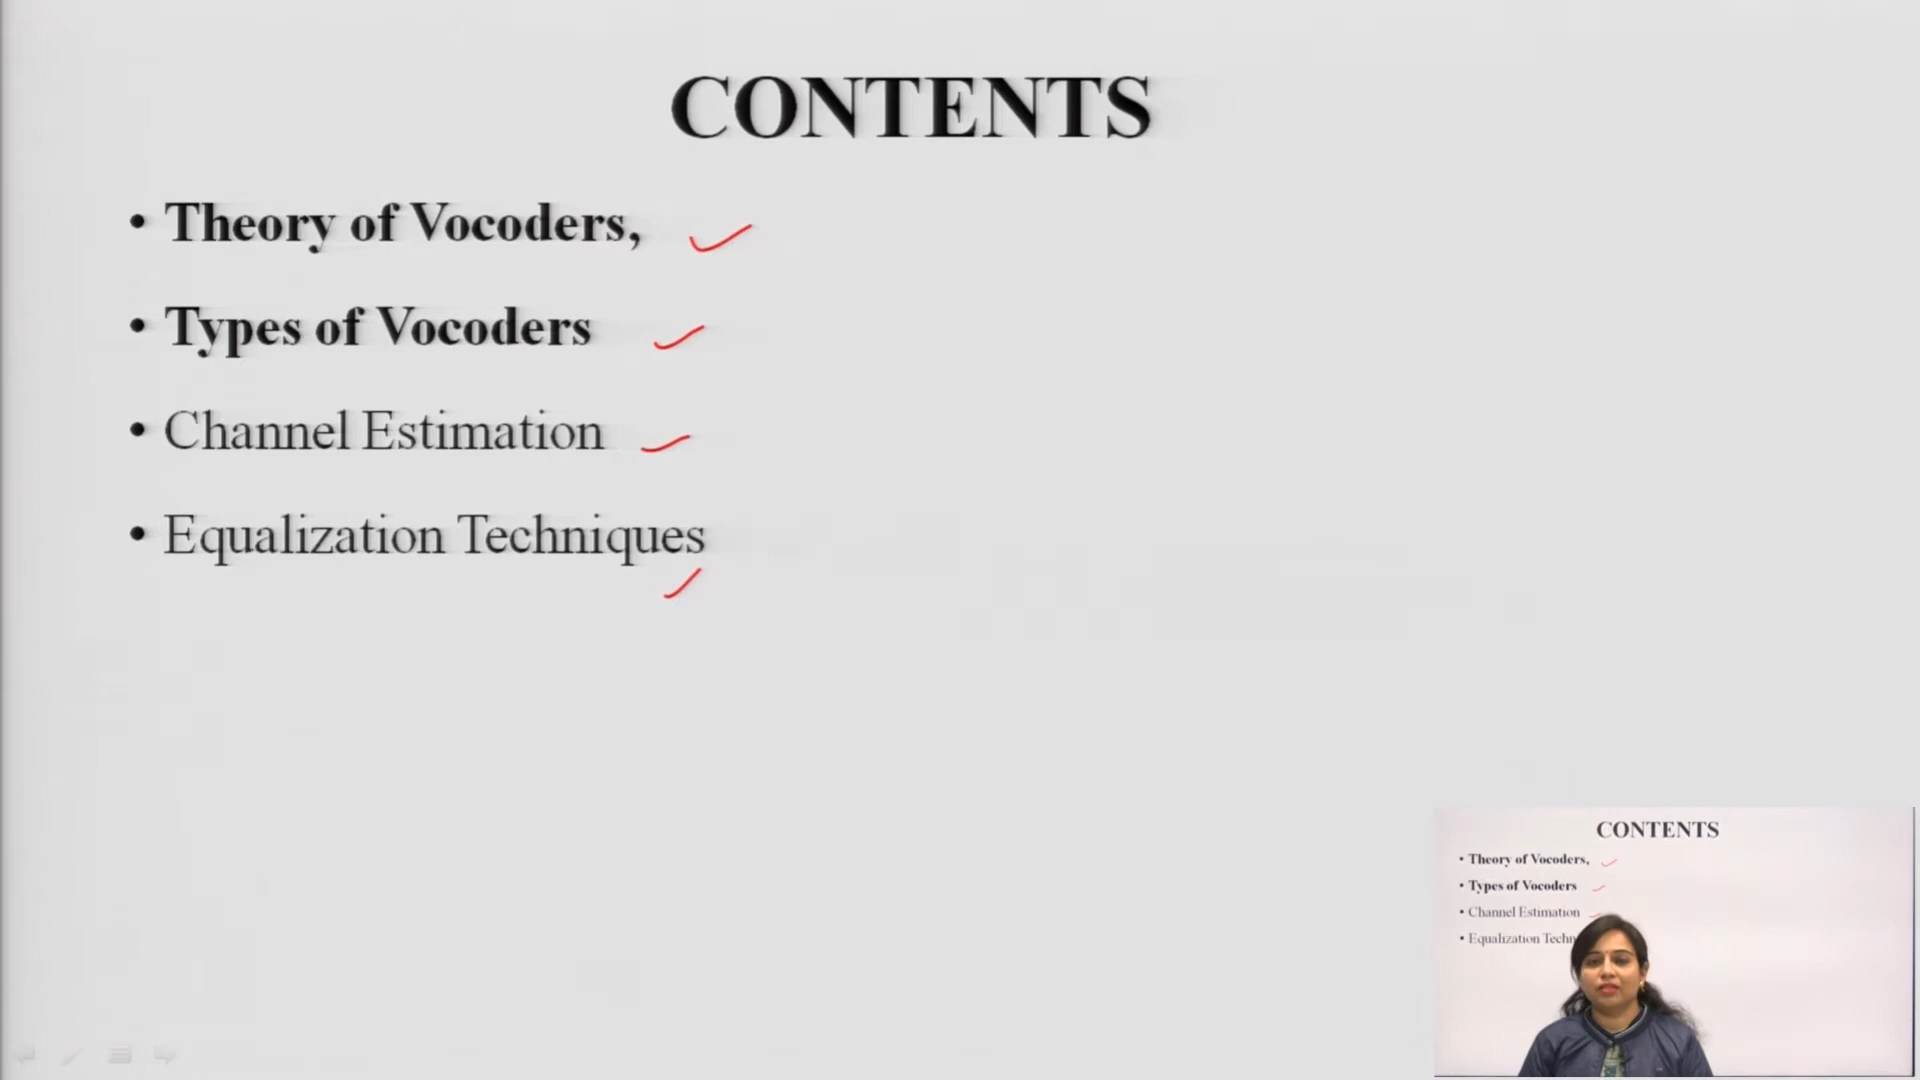 CONTENTS
• Theory of Vocoders,
• Types of Vocoders
• Channel Estimation
• Equalization Techniques
CONTENTS
• Theory of Vocoders,
• Types of Vocoders
• Channel Estimation
• Equalization Techn